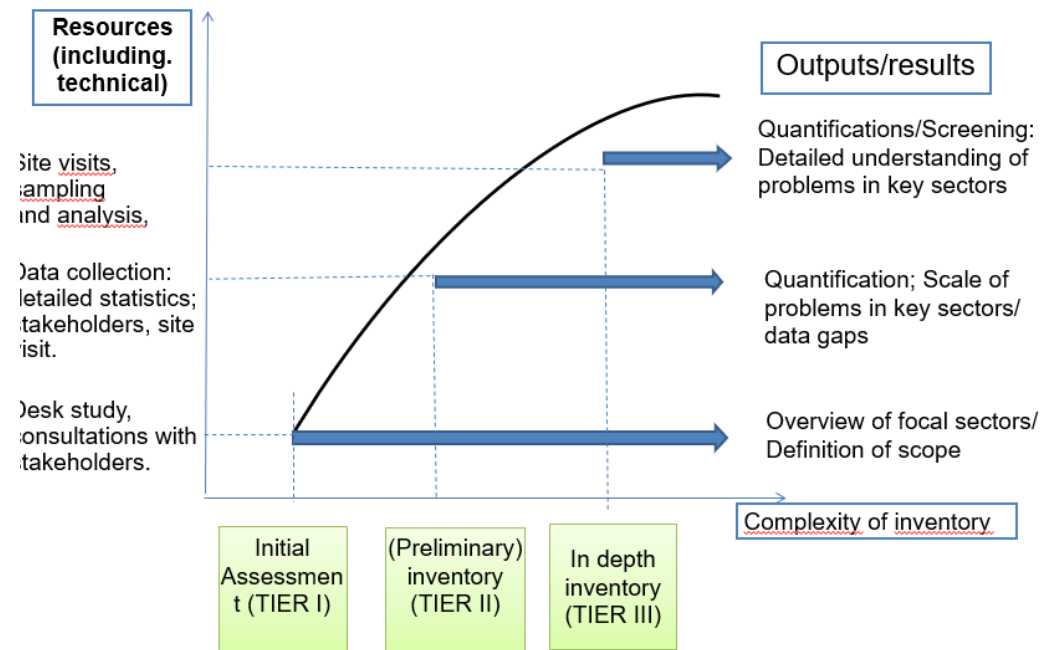 Resources
(including.
technical)
Outputs/results
Quantifications/Screening:
Detailed understanding of
problems in key sectors
Site visits,
sampling
and analysis,
Data collection:
detailed statistics;
stakeholders, site
visit.
Quantification; Scale of
problems in key sectors/
data gaps
Desk study,
consultations with
stakeholders.
Overview of focal sectors/
Definition of scope
Complexity of inventory
Initial
Assessmen
t (TIER I)
(Preliminary)
inventory
(TIER II)
In depth
inventory
(TIER III)